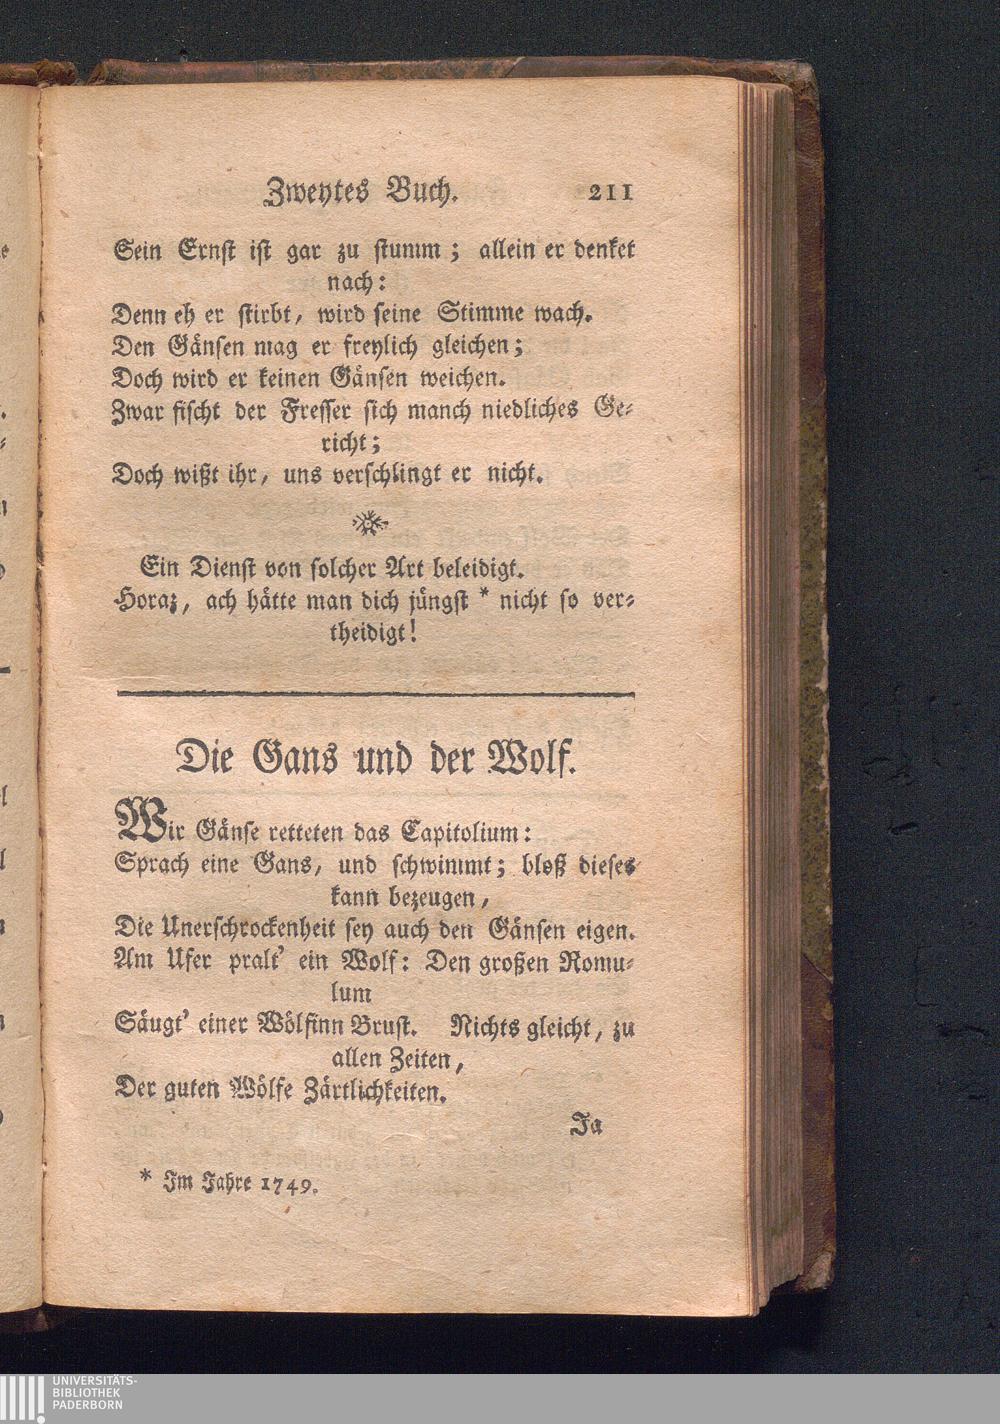 Zweytes Buch. 211
Sein Ernst ist gar zu stumm; allein er denket
nach:
Denn eh er stirbt, wird seine Stimme wach.
Den Gänsen mag er freylich gleichen;
Doch wird er keinen Gänsen weichen.
Zwar fischt der Fresser sich manch niedliches Ge-
richt;
Doch wißt ihr, uns verschlingt er nicht.
Ein Dienst von solcher Art beleidigt.
Horaz, ach hätte man dich jüngst * nicht so ver-
theidigt!
Die Gans und der Wolf.
Wir Gänse retteten das Capitolium:
Sprach eine Gans, und schwimmt; bloß dieses
kann bezeugen,
Die Unerschrockenheit sey auch den Gänsen eigen.
Am Ufer pralt' ein Wolf: Den großen Romu-
lum
Säugt' einer Wölfinn Brust. Nichts gleicht, zu
allen Zeiten,
Der guten Wölfe Zärtlichkeiten.
Ja
* Im Jahre 1749.
UNIVERSITÄTS-
BIBLIOTHEK
PADERBORN